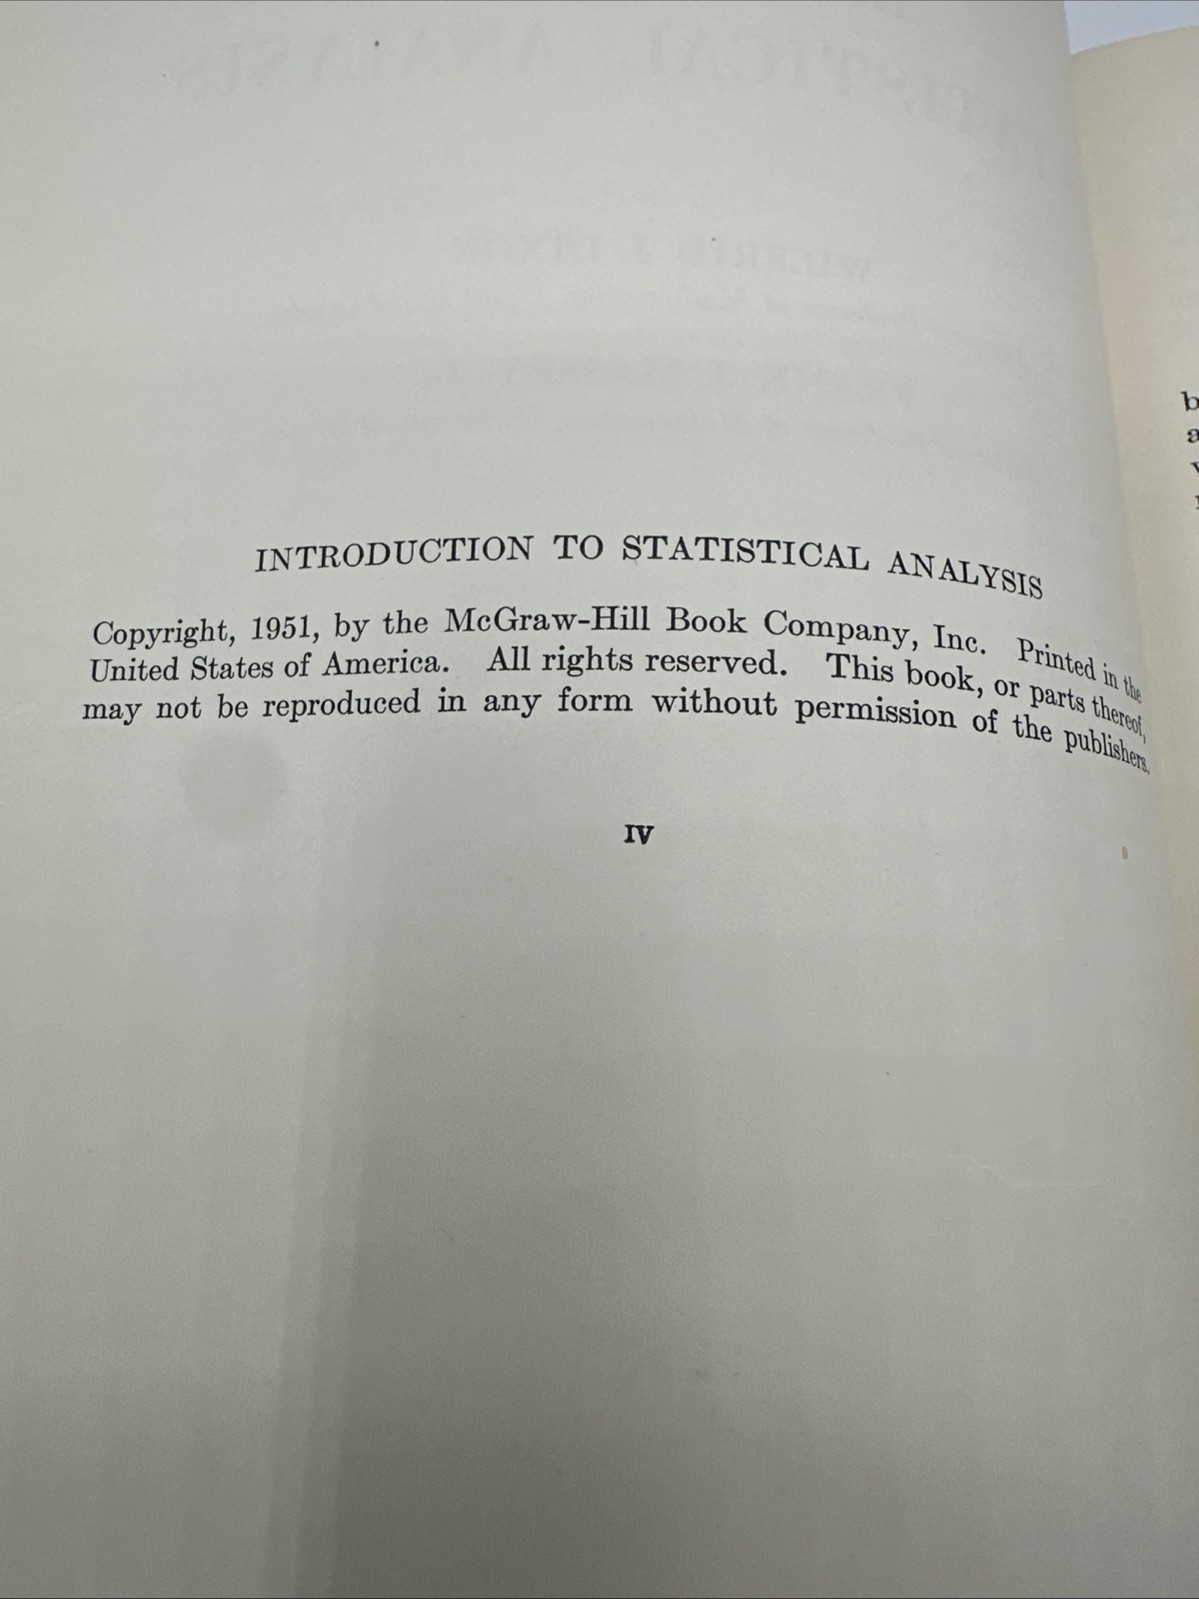 INTRODUCTION TO STATISTICAL ANALYSIS
Copyright, 1951, by the McGraw-Hill Book Company, Inc. Printed in the
United States of America. All rights reserved. This book, or parts thereof,
may not be reproduced in any form without permission of the publishers.
IV